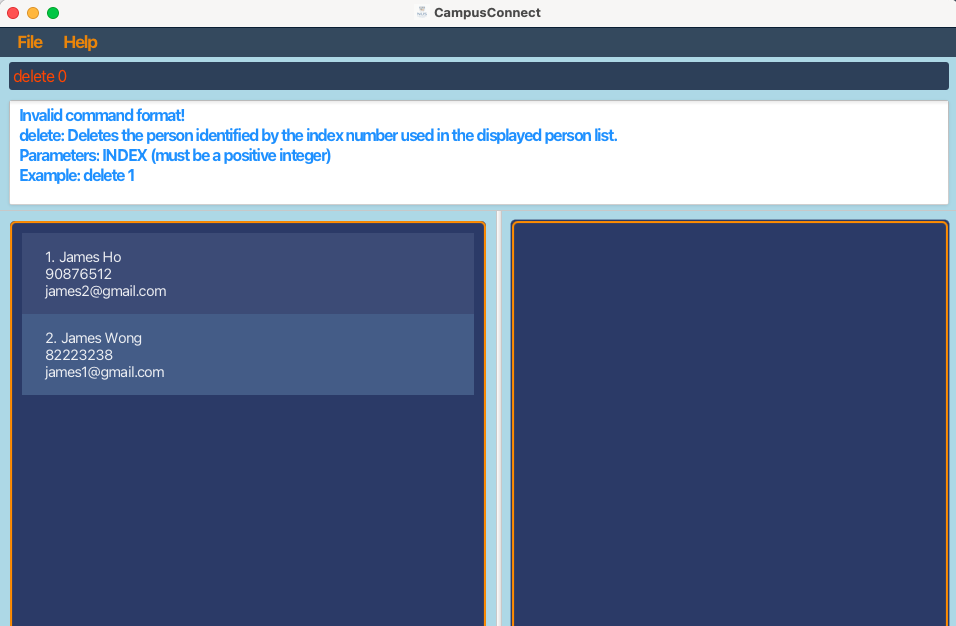 CampusConnect
File Help
delete 0
Invalid command format!
delete: Deletes the person identified by the index number used in the displayed person list.
Parameters: INDEX (must be a positive integer)
Example: delete 1
1. James Ho
90876512
james2@gmail.com
2. James Wong
82223238
james1@gmail.com